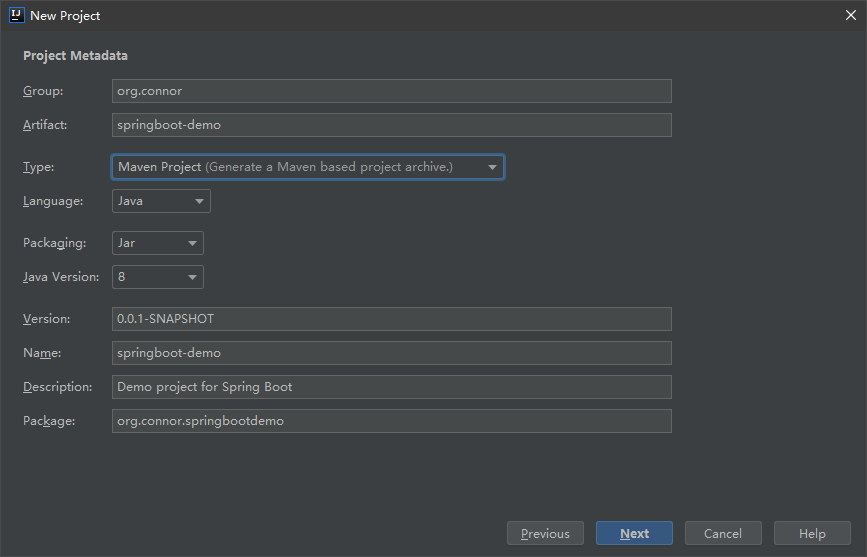 New Project
Project Metadata
Group: org.connor
Artifact: springboot-demo
Type: Maven Project (Generate a Maven based project archive.)
Language: Java
Packaging: Jar
Java Version: 8
Version: 0.0.1-SNAPSHOT
Name: springboot-demo
Description: Demo project for Spring Boot
Package: org.connor.springbootdemo
Previous Next Cancel Help